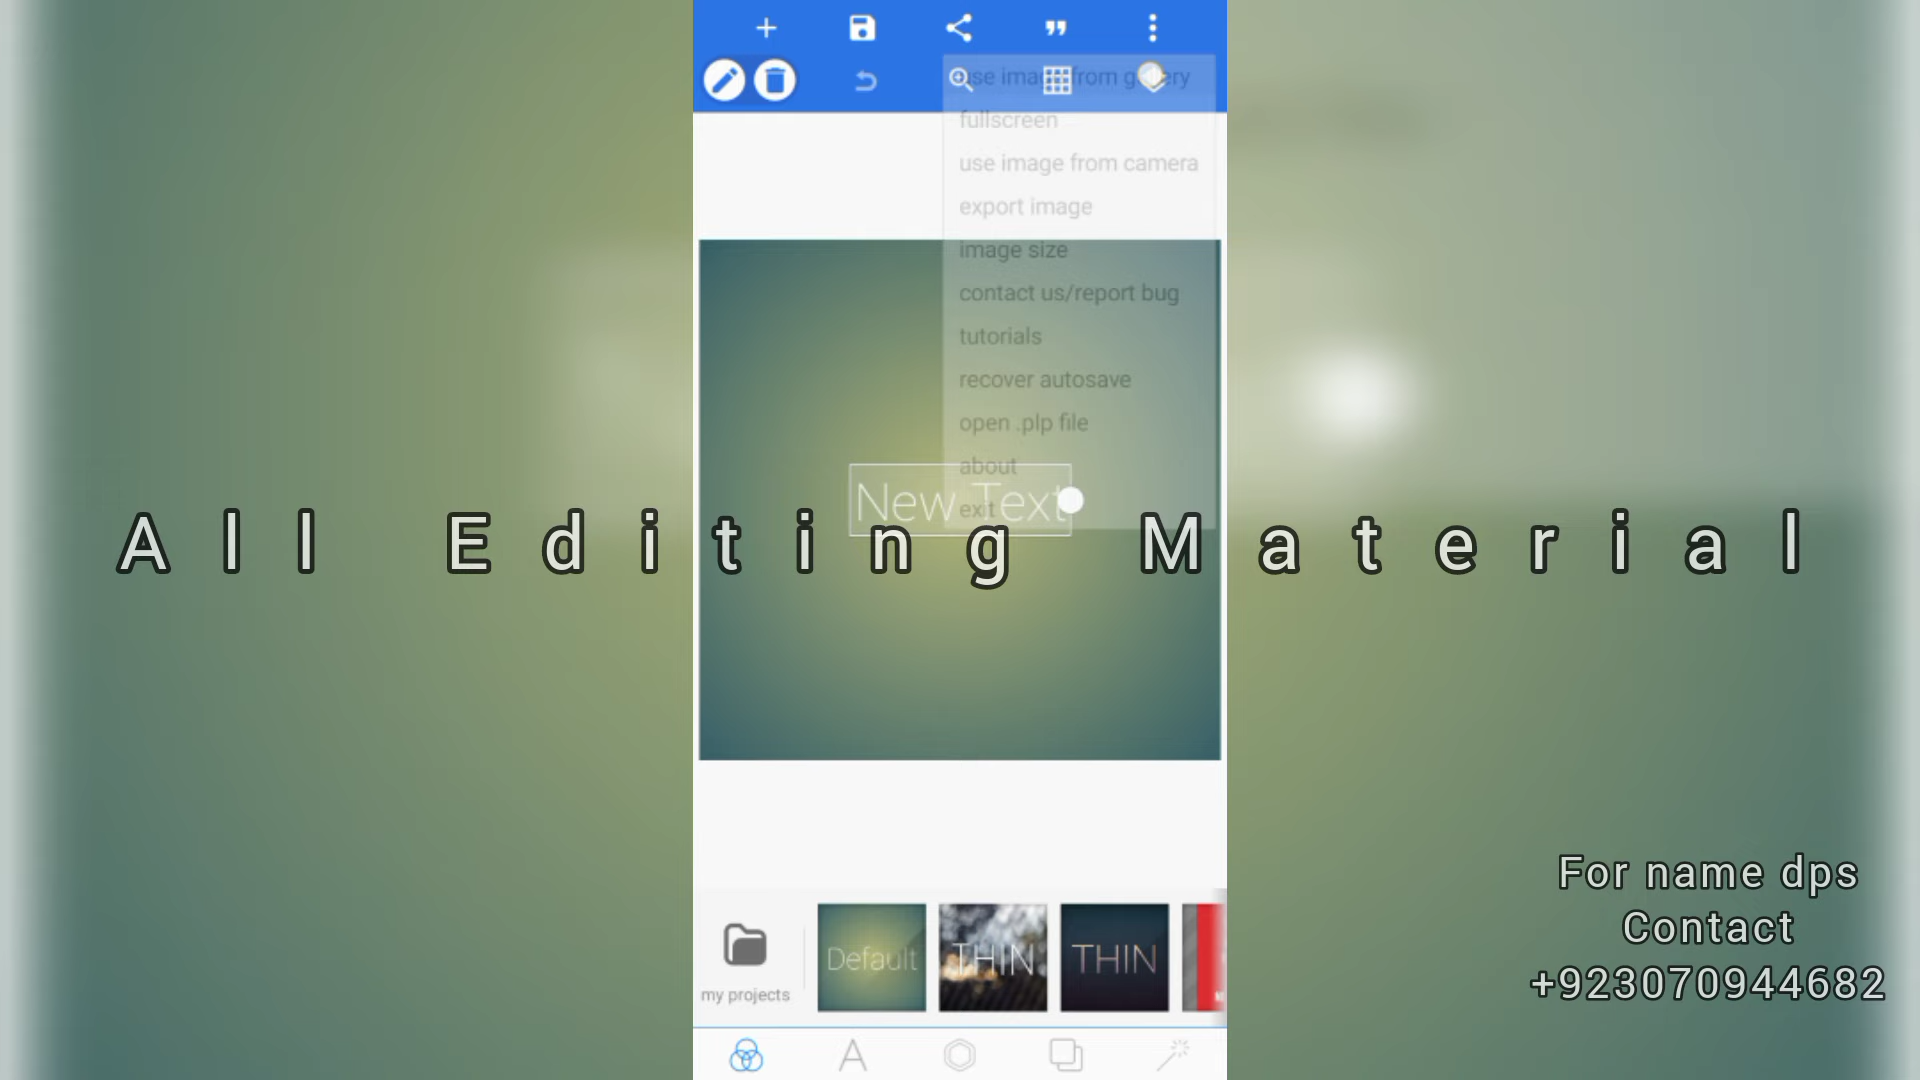 use image from gallery
fullscreen
use image from camera
export image
image size
contact us/report bug
tutorials
recover autosave
open .plp file
about
exit
New Text
All Editing Material
For name dps
Contact
+923070944682
Default
THIN
THIN
my projects